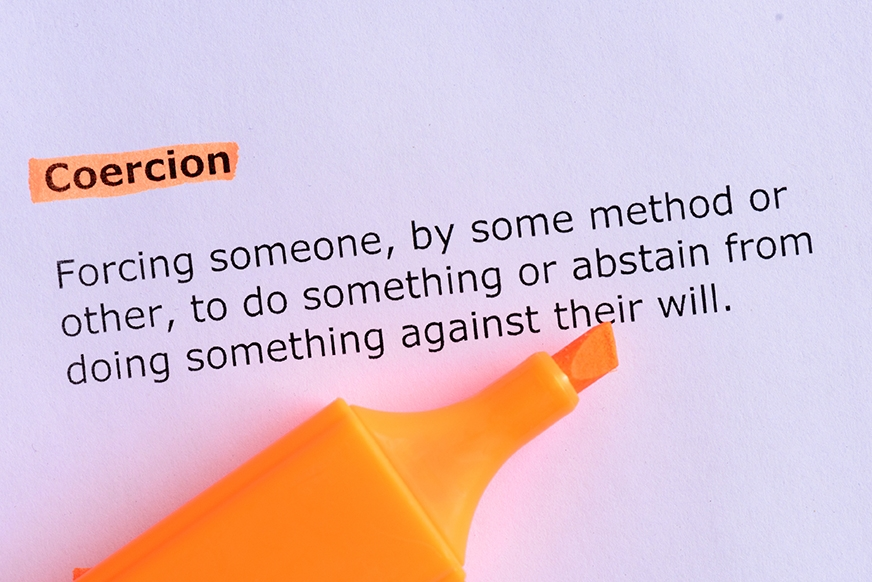 Coercion
Forcing someone, by some method or
other, to do something or abstain from
doing something against their will.